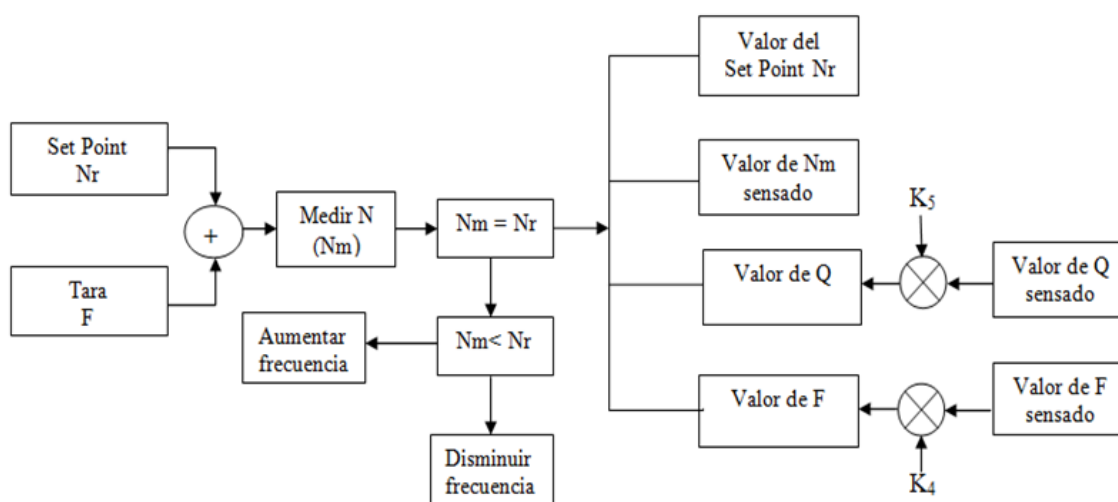 Valor del
Set Point Nr
Set Point
Nr
Valor de Nm
sensado
K5
Medir N
(Nm)
Nm = Nr
+
Tara
F
Valor de Q
Valor de Q
sensado
Aumentar
frecuencia
Nm< Nr
Valor de F
Valor de F
sensado
Disminuir
frecuencia
K4